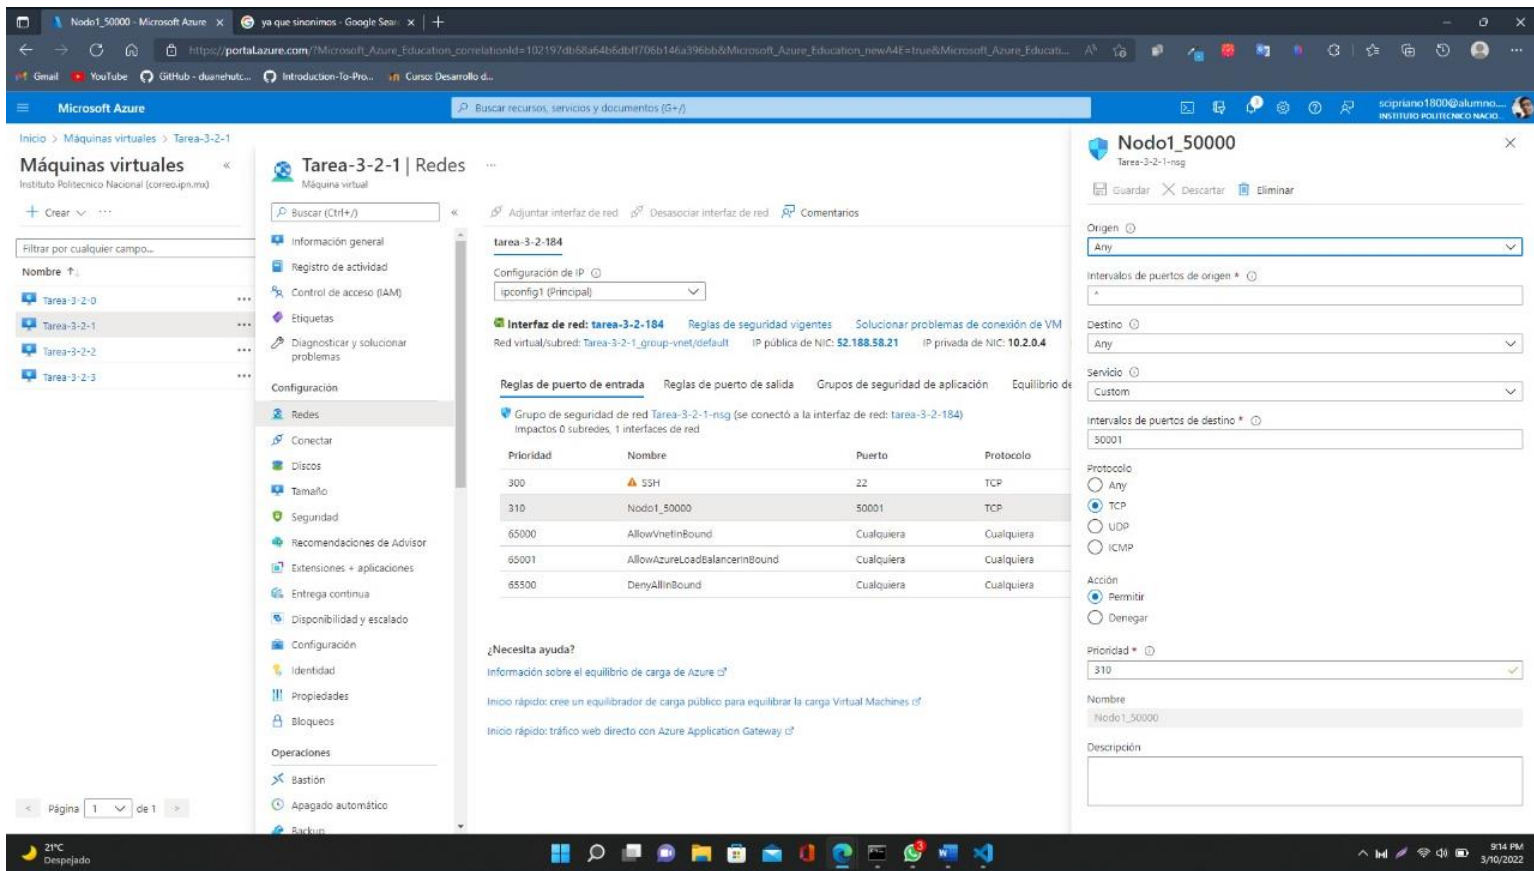 Nodo1_50000 - Microsoft Azure
ya que sinonimos - Google Sear
https://portal.azure.com/?Microsoft_Azure_Education_correlationId=102197db68a64b6dbff706b146a396bb&Microsoft_Azure_Education_newA4E=true&Microsoft_Azure_Educati...
Gmail YouTube GitHub - duanehutc... Introduction-To-Pro... Curso: Desarrollo d...
Microsoft Azure
Buscar recursos, servicios y documentos (G+/)
1
scipriano1800@alumno....
INSTITUTO POLITECNICO NACIO...
Inicio > Máquinas virtuales > Tarea-3-2-1
Máquinas virtuales «
Instituto Politecnico Nacional (correo.ipn.mx)
+ Crear ...
Filtrar por cualquier campo...
Nombre ↑
Tarea-3-2-0 ...
Tarea-3-2-1 ...
Tarea-3-2-2 ...
Tarea-3-2-3 ...
< Página 1 de 1 >
Tarea-3-2-1 | Redes ...
Máquina virtual
Buscar (Ctrl+/) «
Información general
Registro de actividad
Control de acceso (IAM)
Etiquetas
Diagnosticar y solucionar
problemas
Configuración
Redes
Conectar
Discos
Tamaño
Seguridad
Recomendaciones de Advisor
Extensiones + aplicaciones
Entrega continua
Disponibilidad y escalado
Configuración
Identidad
Propiedades
Bloqueos
Operaciones
Bastión
Apagado automático
Backup
Adjuntar interfaz de red Desasociar interfaz de red Comentarios
tarea-3-2-184
Configuración de IP
ipconfig1 (Principal)
Interfaz de red: tarea-3-2-184 Reglas de seguridad vigentes Solucionar problemas de conexión de VM
Red virtual/subred: Tarea-3-2-1_group-vnet/default IP pública de NIC: 52.188.58.21 IP privada de NIC: 10.2.0.4
Reglas de puerto de entrada Reglas de puerto de salida Grupos de seguridad de aplicación Equilibrio de
Grupo de seguridad de red Tarea-3-2-1-nsg (se conectó a la interfaz de red: tarea-3-2-184)
Impactos 0 subredes, 1 interfaces de red
Prioridad Nombre Puerto Protocolo
300 SSH 22 TCP
310 Nodo1_50000 50001 TCP
65000 AllowVnetInBound Cualquiera Cualquiera
65001 AllowAzureLoadBalancerInBound Cualquiera Cualquiera
65500 DenyAllInBound Cualquiera Cualquiera
¿Necesita ayuda?
Información sobre el equilibrio de carga de Azure
Inicio rápido: cree un equilibrador de carga público para equilibrar la carga Virtual Machines
Inicio rápido: tráfico web directo con Azure Application Gateway
Nodo1_50000
Tarea-3-2-1-nsg
Guardar Descartar Eliminar
Origen
Any
Intervalos de puertos de origen *
*
Destino
Any
Servicio
Custom
Intervalos de puertos de destino *
50001
Protocolo
Any
TCP
UDP
ICMP
Acción
Permitir
Denegar
Prioridad *
310
Nombre
Nodo1_50000
Descripción
21°C
Despejado
3
9:14 PM
3/10/2022